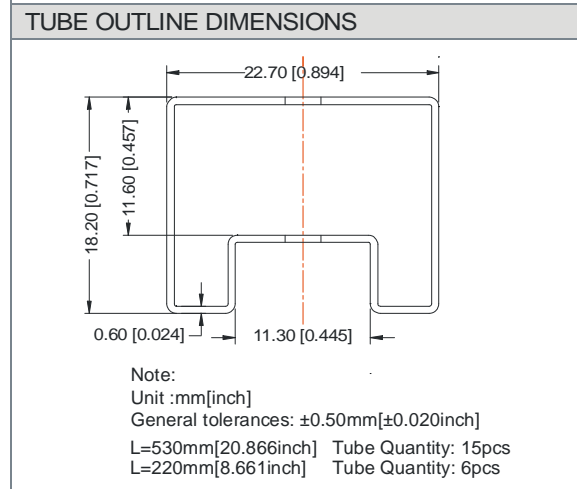 TUBE OUTLINE DIMENSIONS
22.70 [0.894]
18.20 [0.717]
11.60 [0.457]
0.60 [0.024]
11.30 [0.445]
Note:
Unit :mm[inch]
General tolerances: ±0.50mm[±0.020inch]
L=530mm[20.866inch] Tube Quantity: 15pcs
L=220mm[8.661inch] Tube Quantity: 6pcs